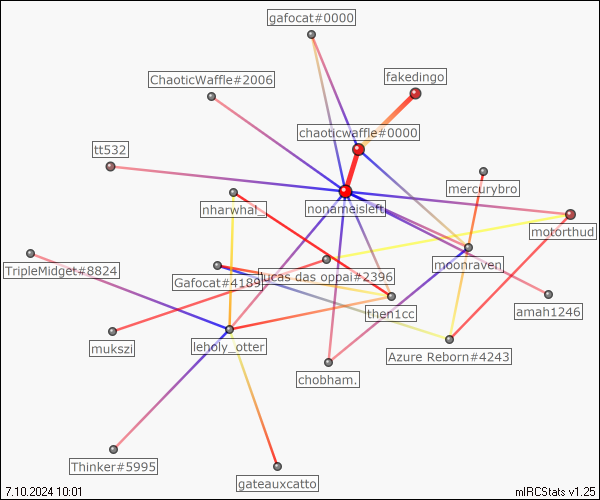 gafocat#0000
fakedingo
ChaoticWaffle#2006
chaoticwaffle#0000
tt532
mercurybro
nharwhal_
nonameisleft
motorthud
TripleMidget#8824
Gafocat#4189
lucas das oppai#2396
moonraven_
amah1246
then1cc
mukszi
leholy_otter
Azure Reborn#4243
chobham.
Thinker#5995
gateauxcatto
7.10.2024 10:01
mIRCStats v1.25